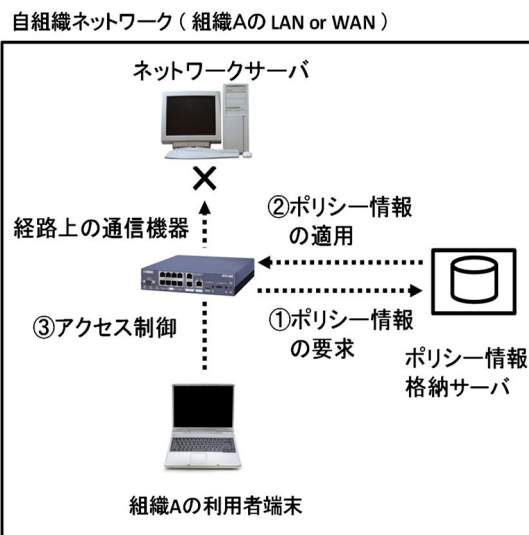 自組織ネットワーク ( 組織Aの LAN or WAN )
ネットワークサーバ
経路上の通信機器
②ポリシー情報
の適用
③アクセス制御
①ポリシー情報
の要求
ポリシー情報
格納サーバ
組織Aの利用者端末